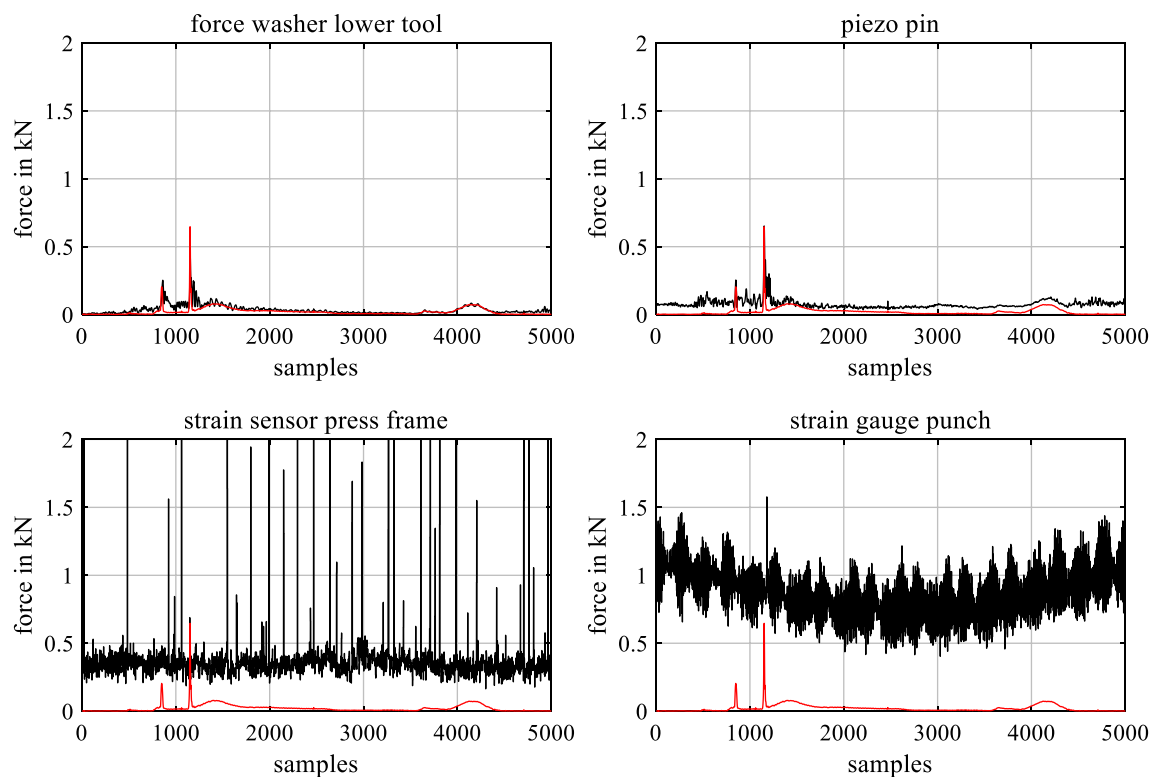 force washer lower tool
force in kN
2
1.5
1
0.5
0
0 1000 2000 3000 4000 5000
samples
piezo pin
force in kN
2
1.5
1
0.5
0
0 1000 2000 3000 4000 5000
samples
strain sensor press frame
force in kN
2
1.5
1
0.5
0
0 1000 2000 3000 4000 5000
samples
strain gauge punch
force in kN
2
1.5
1
0.5
0
0 1000 2000 3000 4000 5000
samples